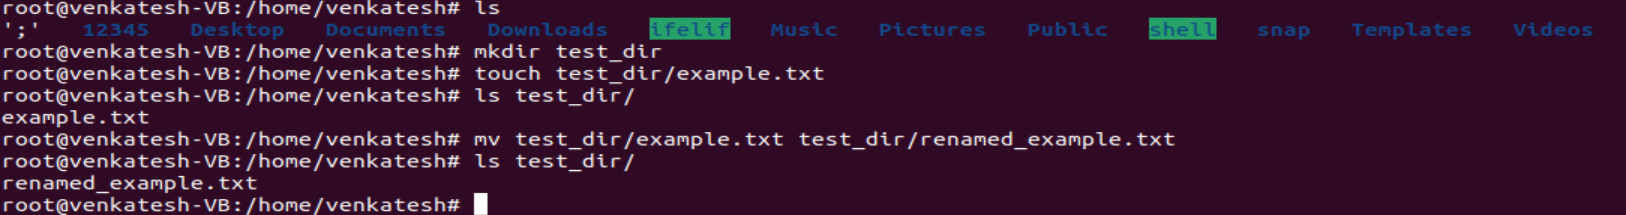 root@venkatesh-VB:/home/venkatesh# ls
';' 12345 Desktop Documents Downloads ifelif Music Pictures Public shell snap Templates Videos
root@venkatesh-VB:/home/venkatesh# mkdir test_dir
root@venkatesh-VB:/home/venkatesh# touch test_dir/example.txt
root@venkatesh-VB:/home/venkatesh# ls test_dir/
example.txt
root@venkatesh-VB:/home/venkatesh# mv test_dir/example.txt test_dir/renamed_example.txt
root@venkatesh-VB:/home/venkatesh# ls test_dir/
renamed_example.txt
root@venkatesh-VB:/home/venkatesh#